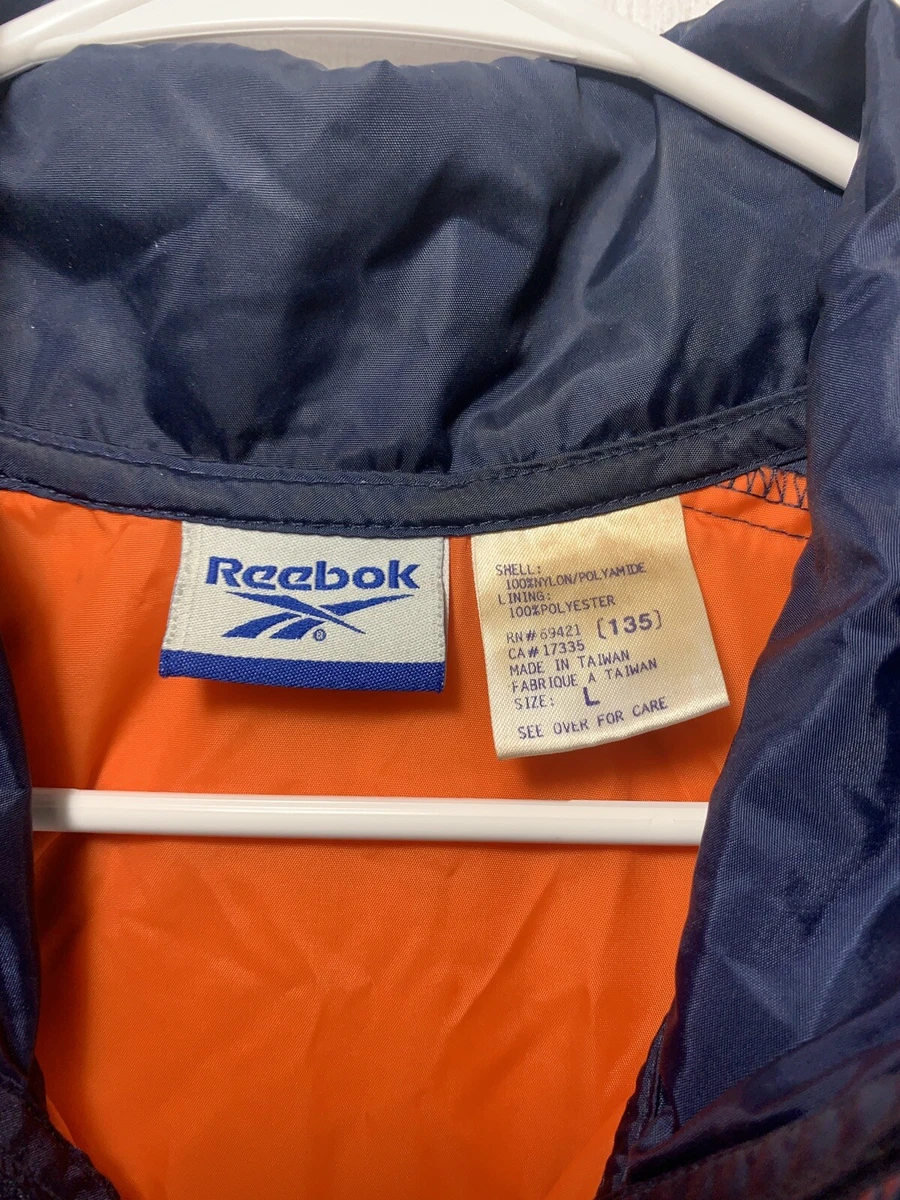 Reebok
®
SHELL:
100%NYLON/POLYAMIDE
LINING:
100%POLYESTER
RN# 69421 [135]
CA# 17335
MADE IN TAIWAN
FABRIQUE A TAIWAN
SIZE: L
SEE OVER FOR CARE